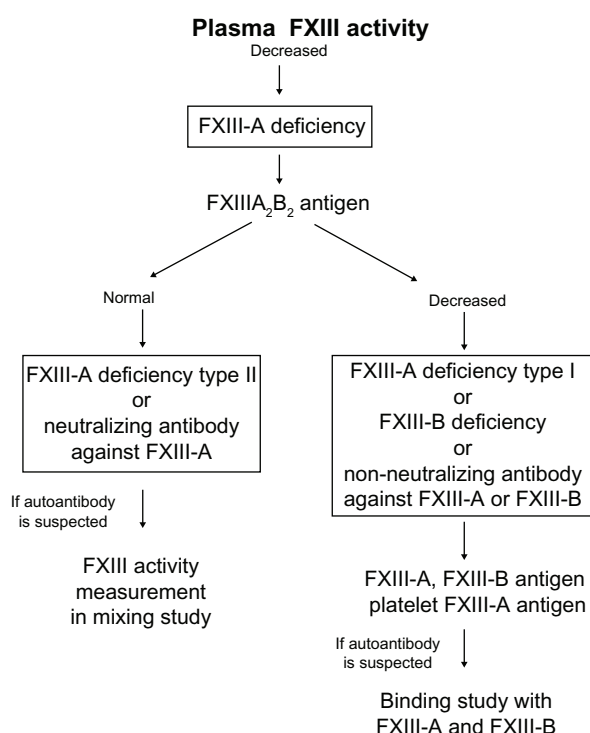 Plasma FXIII activity
Decreased
FXIII-A deficiency
FXIIIA₂B₂ antigen
Normal
Decreased
FXIII-A deficiency type II
or
neutralizing antibody
against FXIII-A
FXIII-A deficiency type I
or
FXIII-B deficiency
or
non-neutralizing antibody
against FXIII-A or FXIII-B
If autoantibody
is suspected
FXIII activity
measurement
in mixing study
FXIII-A, FXIII-B antigen
platelet FXIII-A antigen
If autoantibody
is suspected
Binding study with
FXIII-A and FXIII-B